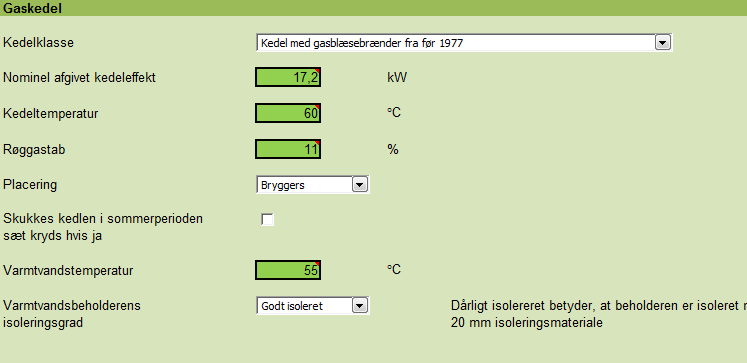 Gaskedel
Kedelklasse
Kedel med gasblæsebrænder fra før 1977
Nominel afgivet kedeleffekt
17,2
kW
Kedeltemperatur
60
°C
Røggastab
11
%
Placering
Bryggers
Skukkes kedlen i sommerperioden
sæt kryds hvis ja
Varmtvandstemperatur
55
°C
Varmtvandsbeholderens
isoleringsgrad
Godt isoleret
Dårligt isolereret betyder, at beholderen er isoleret
20 mm isoleringsmateriale